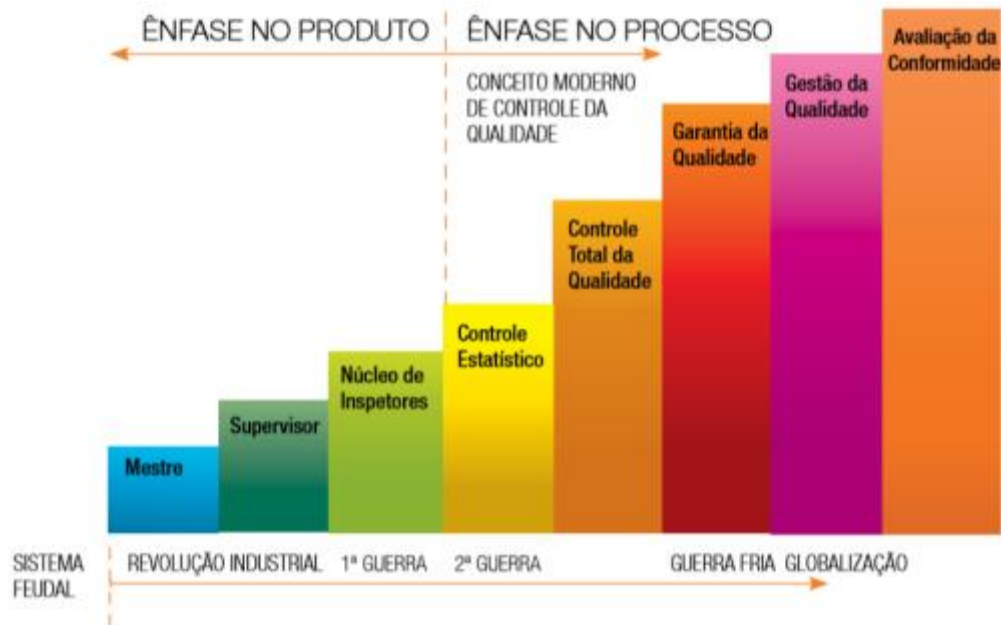 ÊNFASE NO PRODUTO
ÊNFASE NO PROCESSO
CONCEITO MODERNO
DE CONTROLE DA
QUALIDADE
Mestre
Supervisor
Núcleo de
Inspetores
Controle
Estatístico
Controle
Total da
Qualidade
Garantia da
Qualidade
Gestão da
Qualidade
Avaliação da
Conformidade
SISTEMA
FEUDAL
REVOLUÇÃO INDUSTRIAL
1ª GUERRA
2ª GUERRA
GUERRA FRIA
GLOBALIZAÇÃO